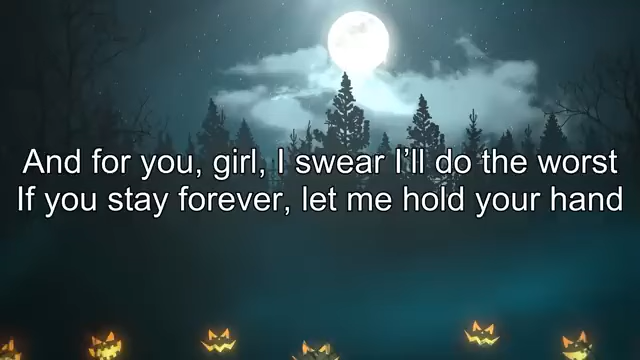 And for you, girl, I swear I’ll do the worst
If you stay forever, let me hold your hand